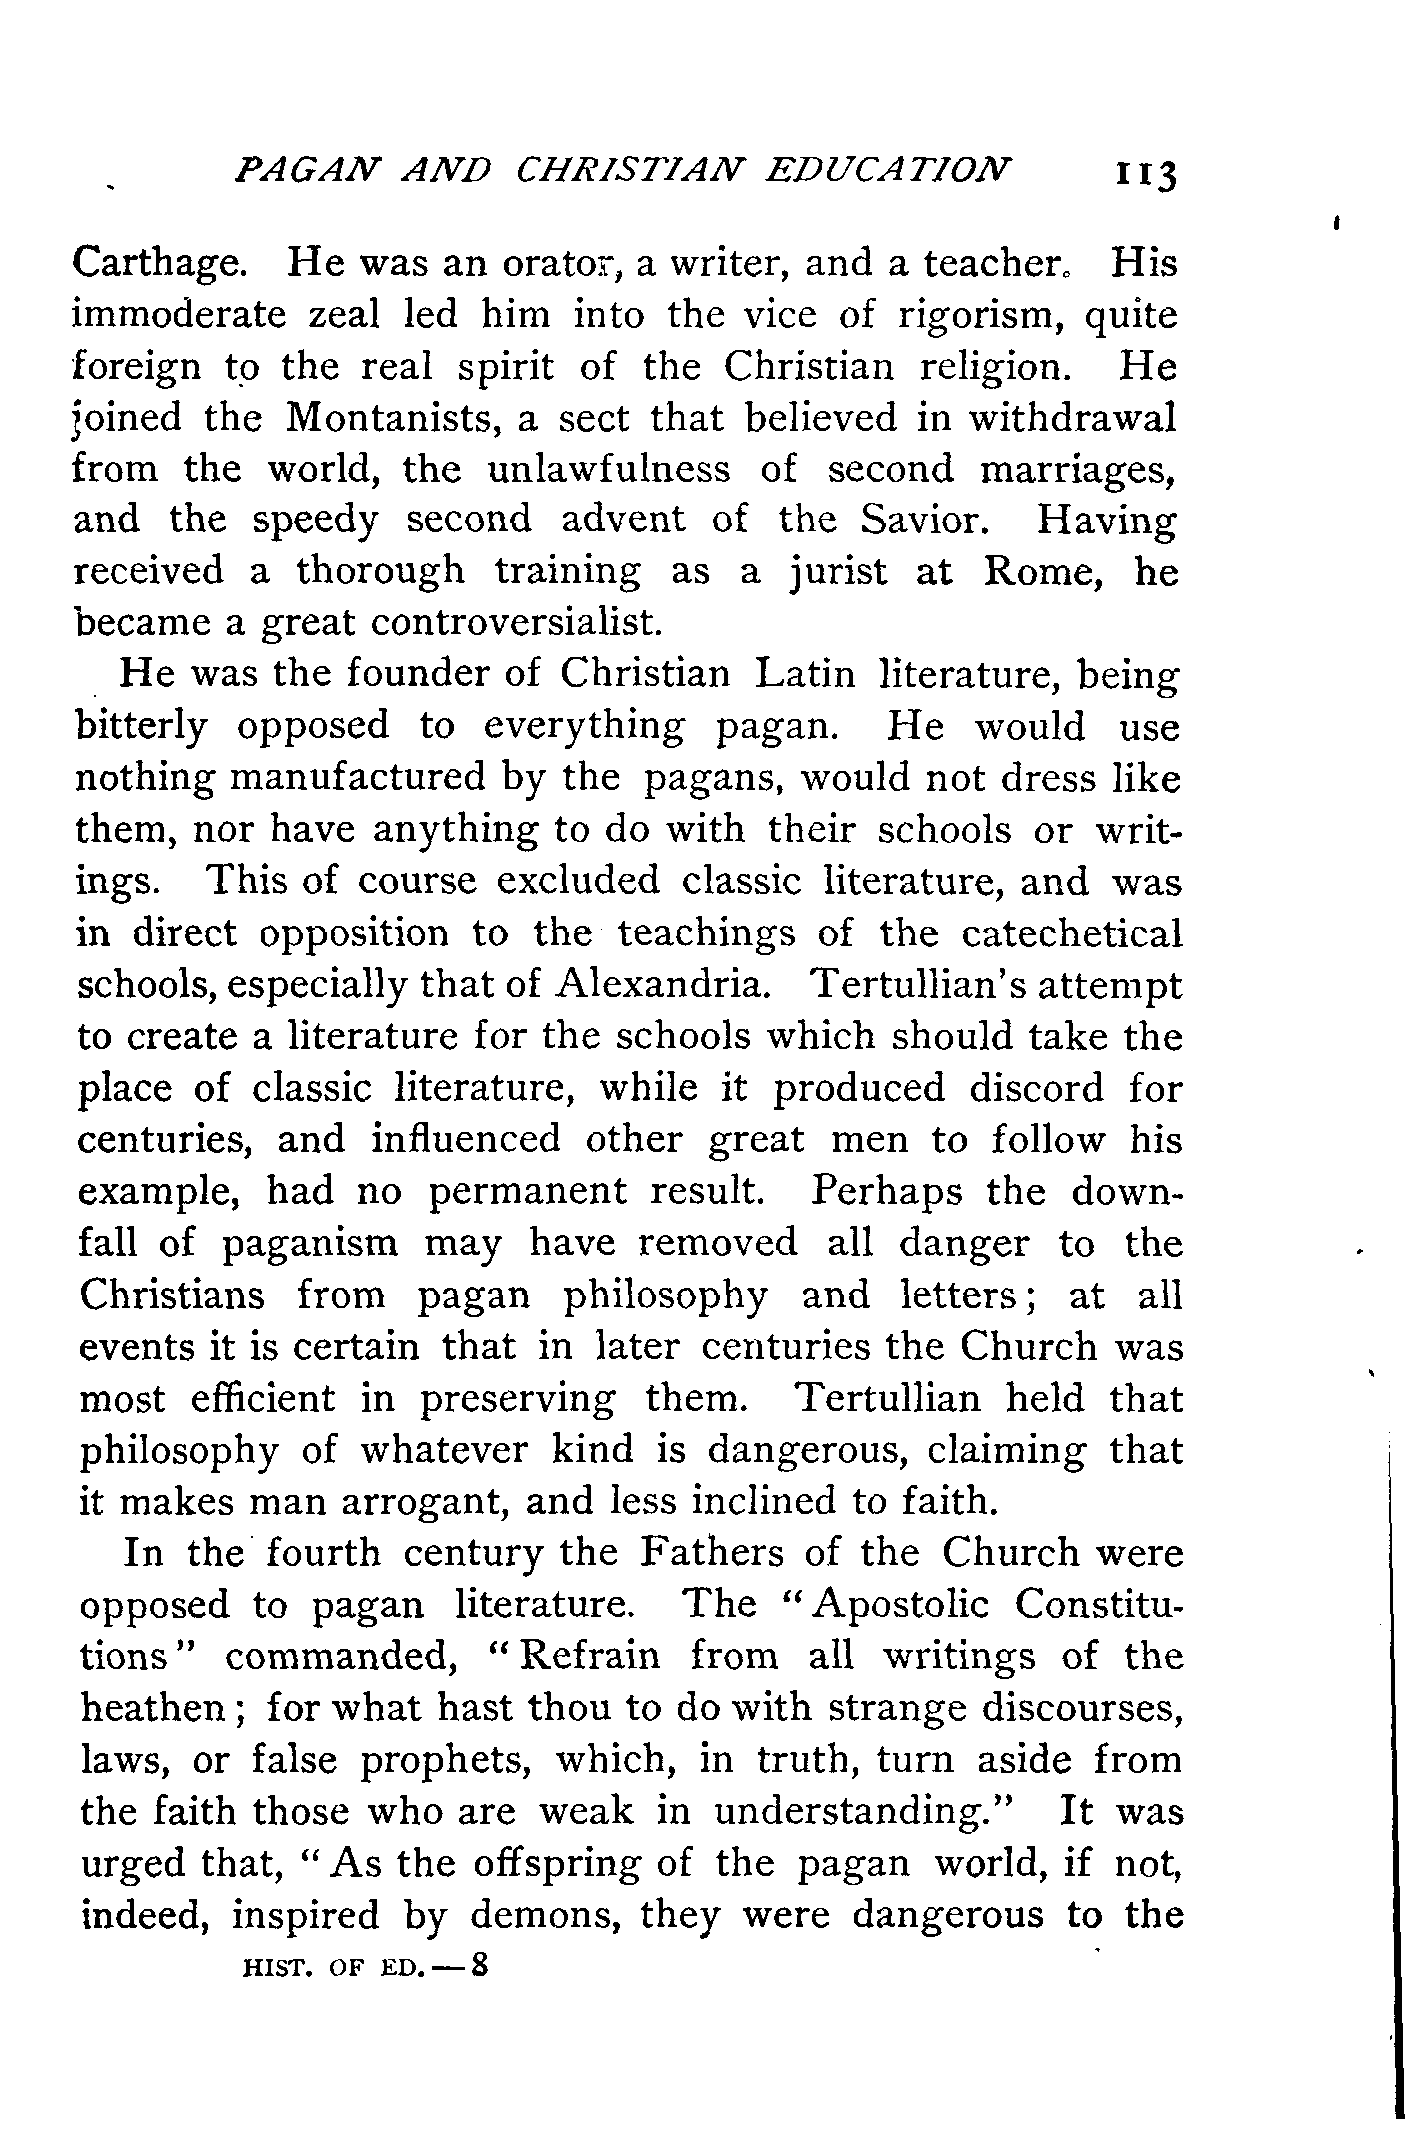 PAGAN AND CHRISTIAN EDUCATION 113
Carthage. He was an orator, a writer, and a teacher. His
immoderate zeal led him into the vice of rigorism, quite
foreign to the real spirit of the Christian religion. He
joined the Montanists, a sect that believed in withdrawal
from the world, the unlawfulness of second marriages,
and the speedy second advent of the Savior. Having
received a thorough training as a jurist at Rome, he
became a great controversialist.
He was the founder of Christian Latin literature, being
bitterly opposed to everything pagan. He would use
nothing manufactured by the pagans, would not dress like
them, nor have anything to do with their schools or writ-
ings. This of course excluded classic literature, and was
in direct opposition to the teachings of the catechetical
schools, especially that of Alexandria. Tertullian's attempt
to create a literature for the schools which should take the
place of classic literature, while it produced discord for
centuries, and influenced other great men to follow his
example, had no permanent result. Perhaps the down-
fall of paganism may have removed all danger to the
Christians from pagan philosophy and letters; at all
events it is certain that in later centuries the Church was
most efficient in preserving them. Tertullian held that
philosophy of whatever kind is dangerous, claiming that
it makes man arrogant, and less inclined to faith.
In the fourth century the Fathers of the Church were
opposed to pagan literature. The "Apostolic Constitu-
tions" commanded, "Refrain from all writings of the
heathen; for what hast thou to do with strange discourses,
laws, or false prophets, which, in truth, turn aside from
the faith those who are weak in understanding." It was
urged that, "As the offspring of the pagan world, if not,
indeed, inspired by demons, they were dangerous to the
HIST. OF ED.—8